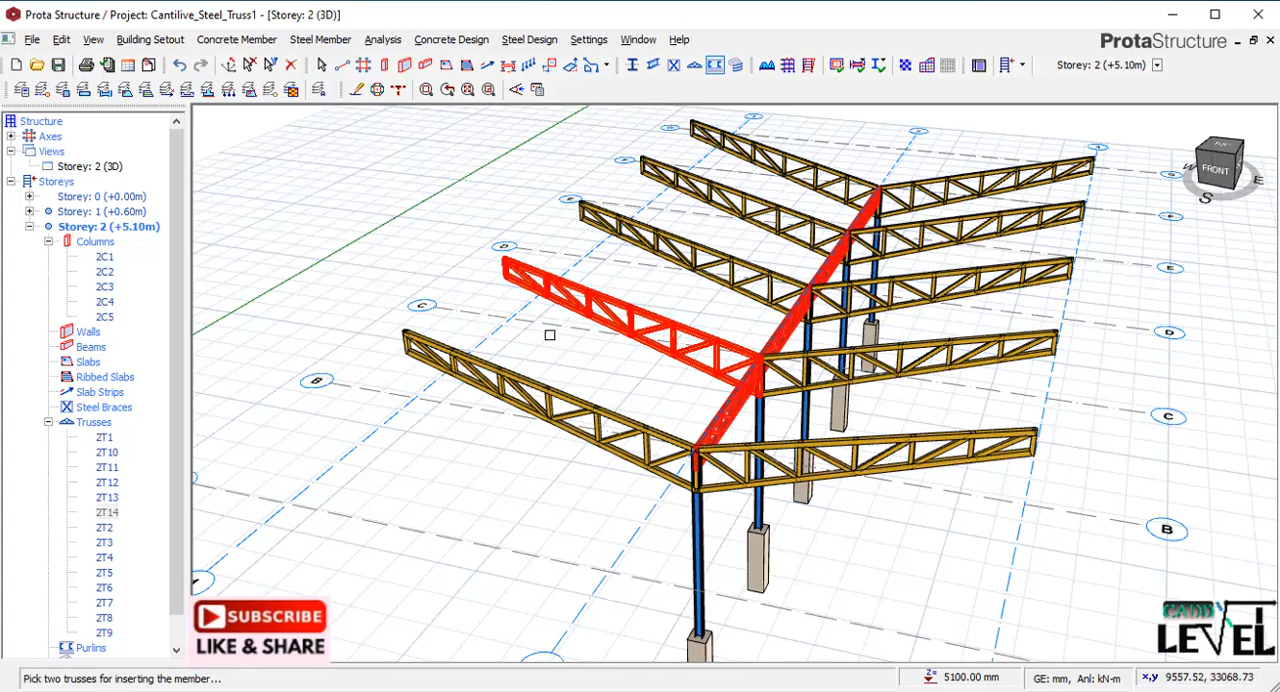 Prota Structure / Project: Cantilive_Steel_Truss1 - [Storey: 2 (3D)]
File Edit View Building Setout Concrete Member Steel Member Analysis Concrete Design Steel Design Settings Window Help
ProtaStructure
Storey: 2 (+5.10m)
Structure
Axes
Views
Storey: 2 (3D)
Storeys
Storey: 0 (+0.00m)
Storey: 1 (+0.60m)
Storey: 2 (+5.10m)
Columns
2C1
2C2
2C3
2C4
2C5
Walls
Beams
Slabs
Ribbed Slabs
Slab Strips
Steel Braces
Trusses
2T1
2T10
2T11
2T12
2T13
2T14
2T2
2T3
2T4
2T5
2T6
2T7
2T8
2T9
Purlins
FRONT
W
E
S
D
C
B
E
D
C
B
SUBSCRIBE
LIKE & SHARE
CADD
LEVEL
Pick two trusses for inserting the member...
5100.00 mm
GE: mm, Anl: kN-m
x,y 9557.52, 33068.73